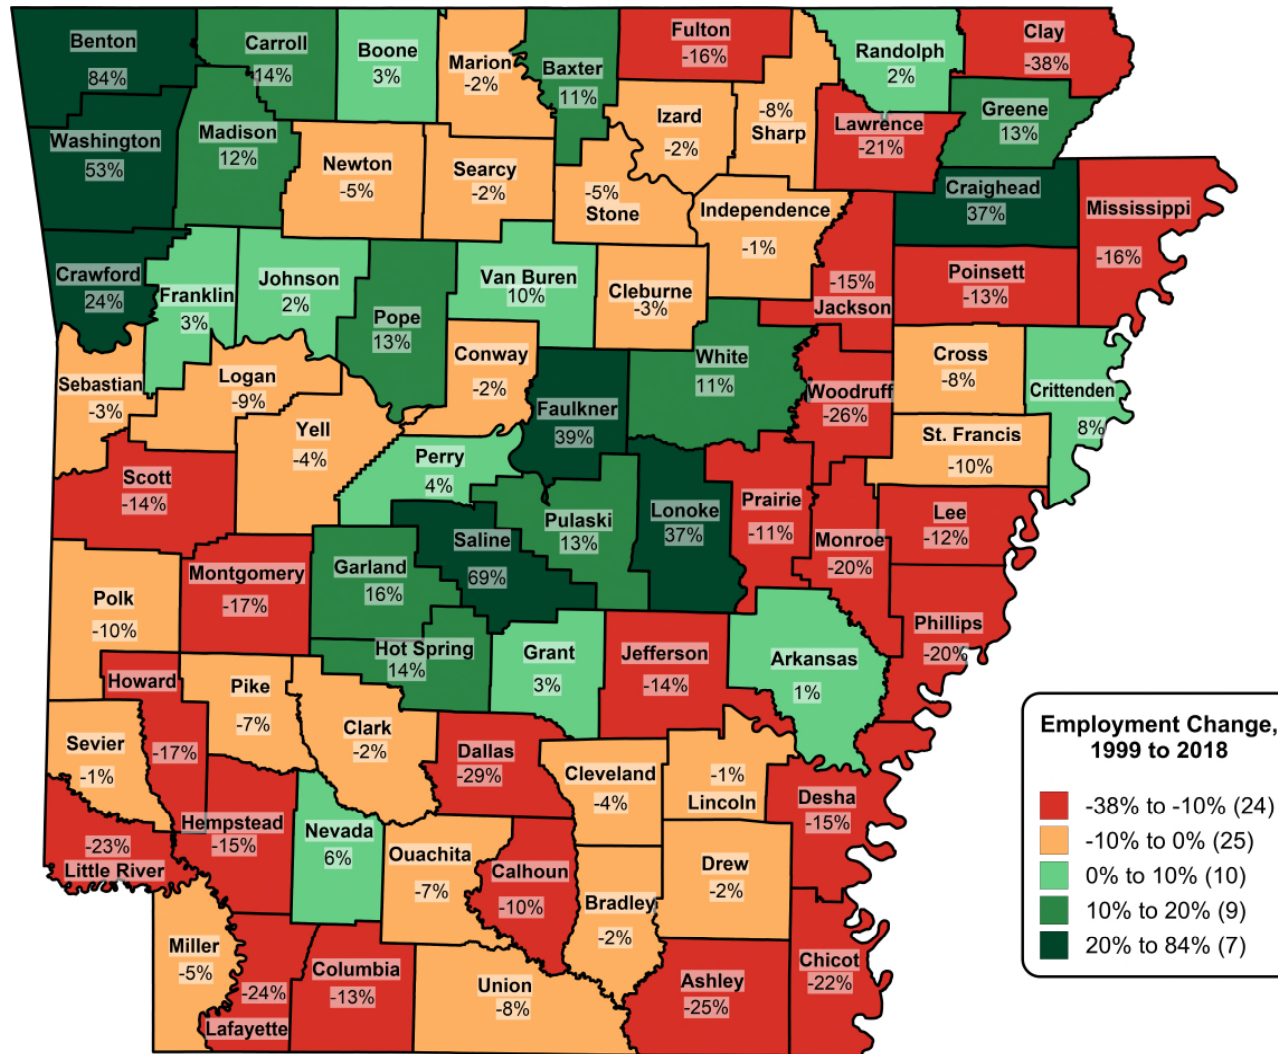 Benton
84%
Carroll
14%
Boone
3%
Marion
-2%
Baxter
11%
Fulton
-16%
Randolph
2%
Clay
-38%
Washington
53%
Madison
12%
Newton
-5%
Searcy
-2%
-5%
Stone
Izard
-2%
-8%
Sharp
Lawrence
-21%
Greene
13%
Independence
-1%
Craighead
37%
Mississippi
-16%
Crawford
24%
Franklin
3%
Johnson
2%
Pope
13%
Van Buren
10%
Cleburne
-3%
-15%
Jackson
Poinsett
-13%
Sebastian
-3%
Logan
-9%
Conway
-2%
White
11%
Woodruff
-26%
Cross
-8%
Crittenden
8%
Yell
-4%
Faulkner
39%
St. Francis
-10%
Scott
-14%
Perry
4%
Pulaski
13%
Lonoke
37%
Prairie
-11%
Monroe
-20%
Lee
-12%
Polk
-10%
Montgomery
-17%
Garland
16%
Saline
69%
Phillips
-20%
Howard
-17%
Pike
-7%
Hot Spring
14%
Grant
3%
Jefferson
-14%
Arkansas
1%
Sevier
-1%
Clark
-2%
Dallas
-29%
Cleveland
-4%
-1%
Lincoln
Desha
-15%
-23%
Little River
Hempstead
-15%
Nevada
6%
Ouachita
-7%
Calhoun
-10%
Bradley
-2%
Drew
-2%
Miller
-5%
-24%
Lafayette
Columbia
-13%
Union
-8%
Ashley
-25%
Chicot
-22%
Employment Change,
1999 to 2018
-38% to -10% (24)
-10% to 0% (25)
0% to 10% (10)
10% to 20% (9)
20% to 84% (7)